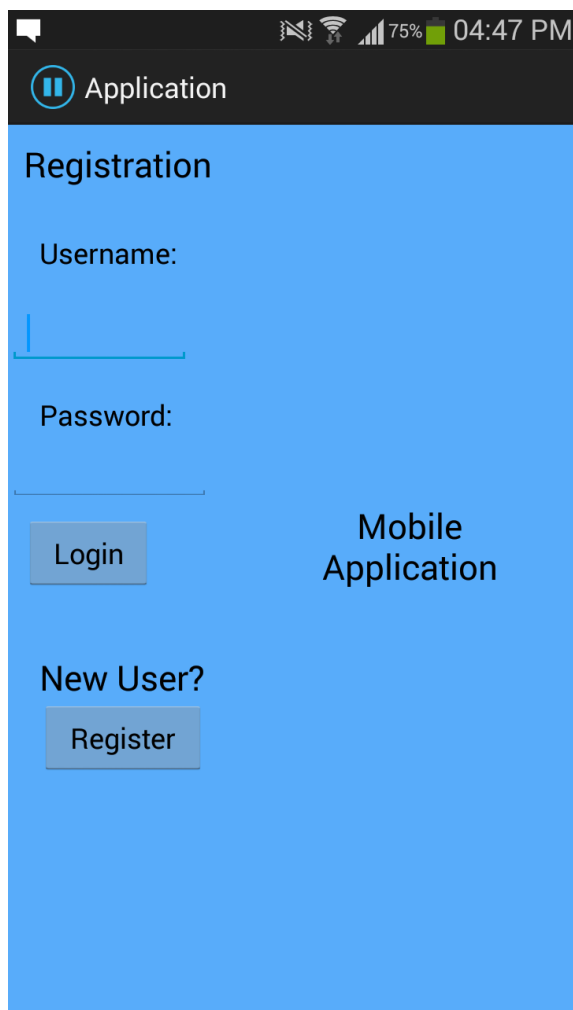 75% 04:47 PM
Application
Registration
Username:
Password:
Login
Mobile
Application
New User?
Register